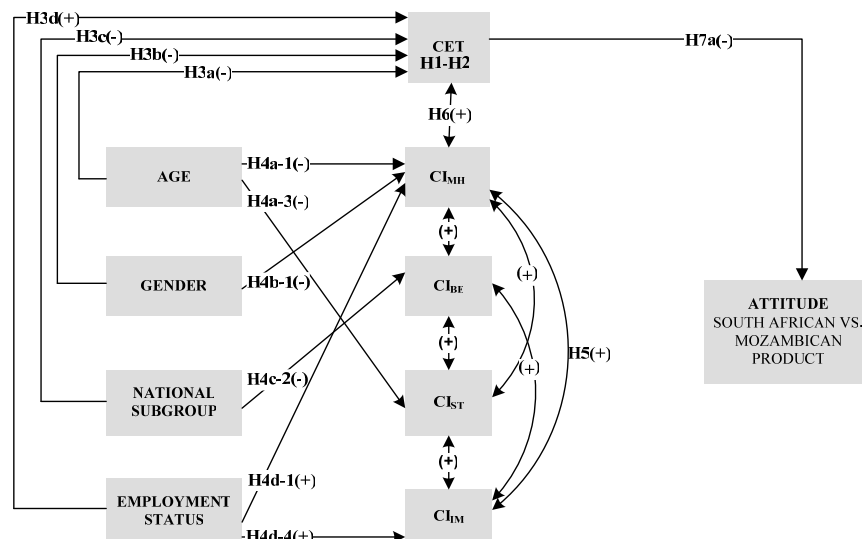 H3d(+)
H3c(-)
H3b(-)
H3a(-)
CET
H1-H2
H7a(-)
H6(+)
AGE
H4a-1(-)
H4a-3(-)
CIMH
(+)
(+)
GENDER
H4b-1(-)
CIBE
ATTITUDE
SOUTH AFRICAN VS.
MOZAMBICAN
PRODUCT
(+)
(+)
H5(+)
NATIONAL
SUBGROUP
H4c-2(-)
CIST
(+)
EMPLOYMENT
STATUS
H4d-1(+)
H4d-4(+)
CIIM